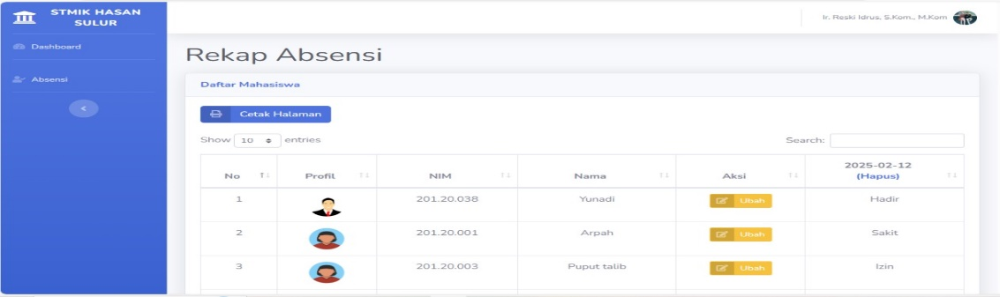 STMIK HASAN
SULUR
Ir. Reski Idrus, S.Kom., M.Kom
Dashboard
Absensi
Rekap Absensi
Daftar Mahasiswa
Cetak Halaman
Show 10 entries
Search:
No Profil NIM Nama Aksi 2025-02-12
(Hapus)
1 201.20.038 Yunadi Ubah Hadir
2 201.20.001 Arpah Ubah Sakit
3 201.20.003 Puput talib Ubah Izin